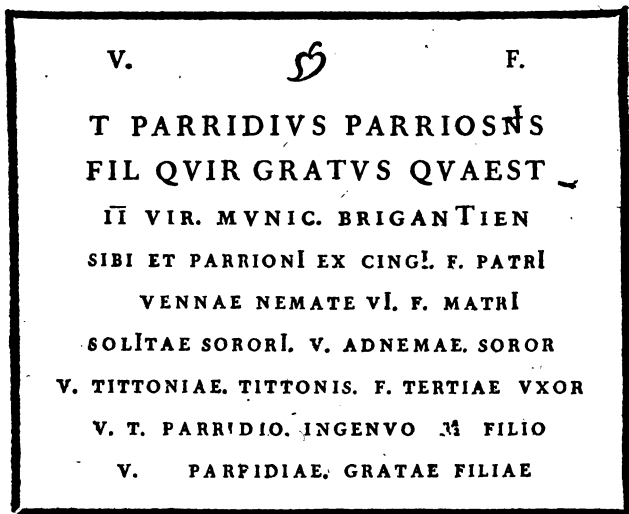 V. F.
T PARRIDIVS PARRIOSNIS
FIL QVIR GRATVS QVAEST
II VIR. MVNIC. BRIGANTIEN
SIBI ET PARRIONI EX CINGI. F. PATRI
VENNAE NEMATE VI. F. MATRI
SOLITAE SORORI. V. ADNEMAE. SOROR
V. TITTONIAE. TITTONIS. F. TERTIAE VXOR
V. T. PARRIDIO. INGENVO FILIO
V. PARRIDIAE. GRATAE FILIAE